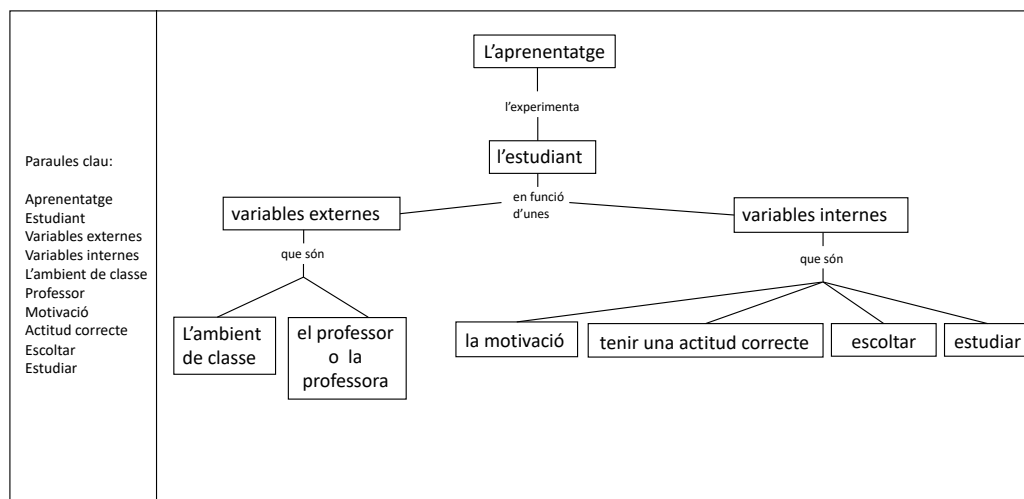 Paraules clau:
Aprenentatge
Estudiant
Variables externes
Variables internes
L'ambient de classe
Professor
Motivació
Actitud correcte
Escoltar
Estudiar
L'aprenentatge
l'experimenta
l'estudiant
en funció
d'unes
variables externes
variables internes
que són
que són
L'ambient
de classe
el professor
o la
professora
la motivació
tenir una actitud correcte
escoltar
estudiar